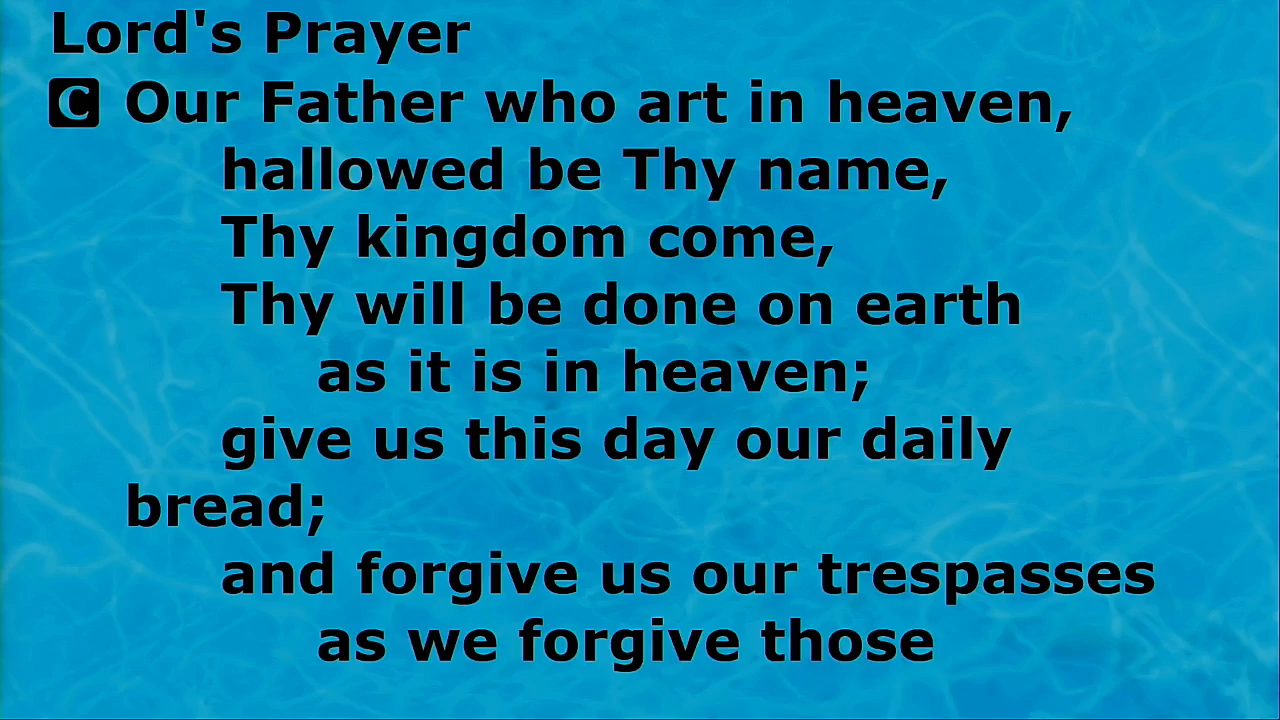 Lord's Prayer
C Our Father who art in heaven,
hallowed be Thy name,
Thy kingdom come,
Thy will be done on earth
as it is in heaven;
give us this day our daily
bread;
and forgive us our trespasses
as we forgive those